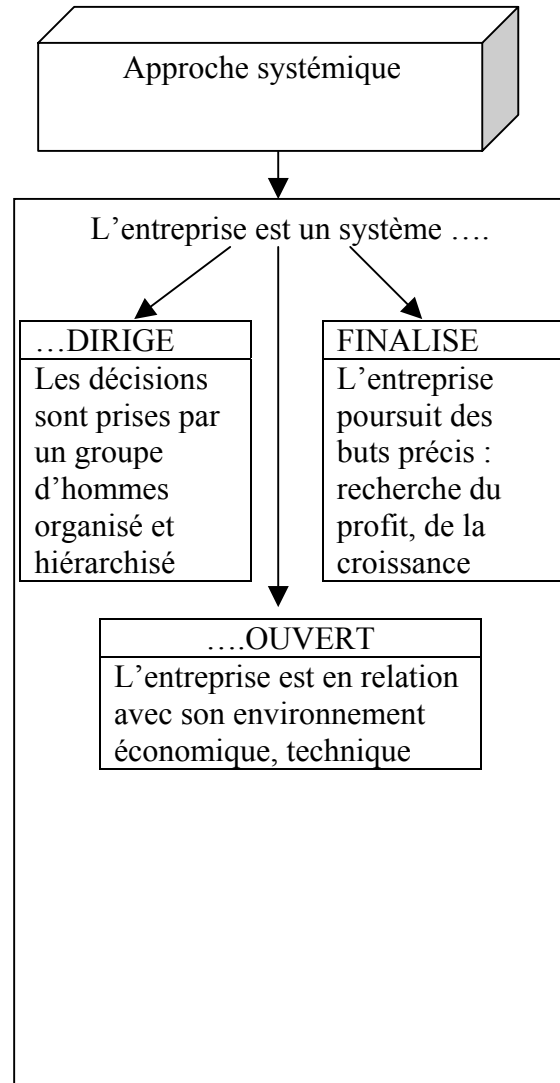 Approche systémique
L’entreprise est un système ….
…DIRIGE
Les décisions
sont prises par
un groupe
d’hommes
organisé et
hiérarchisé
FINALISE
L’entreprise
poursuit des
buts précis :
recherche du
profit, de la
croissance
….OUVERT
L’entreprise est en relation
avec son environnement
économique, technique